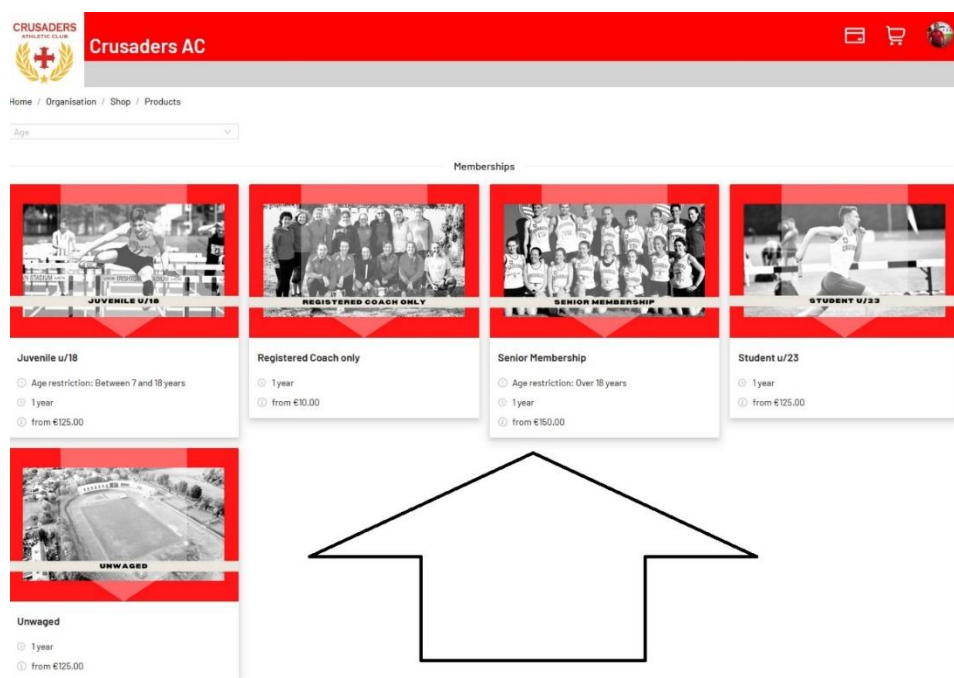 CRUSADERS
ATHLETIC CLUB
Crusaders AC
Home / Organisation / Shop / Products
Age
Memberships
JUVENILE U/18
REGISTERED COACH ONLY
SENIOR MEMBERSHIP
STUDENT U/23
Juvenile u/18
Age restriction: Between 7 and 18 years
1 year
from €125.00
Registered Coach only
1 year
from €10.00
Senior Membership
Age restriction: Over 18 years
1 year
from €150.00
Student u/23
1 year
from €125.00
UNWAGED
Unwaged
1 year
from €125.00